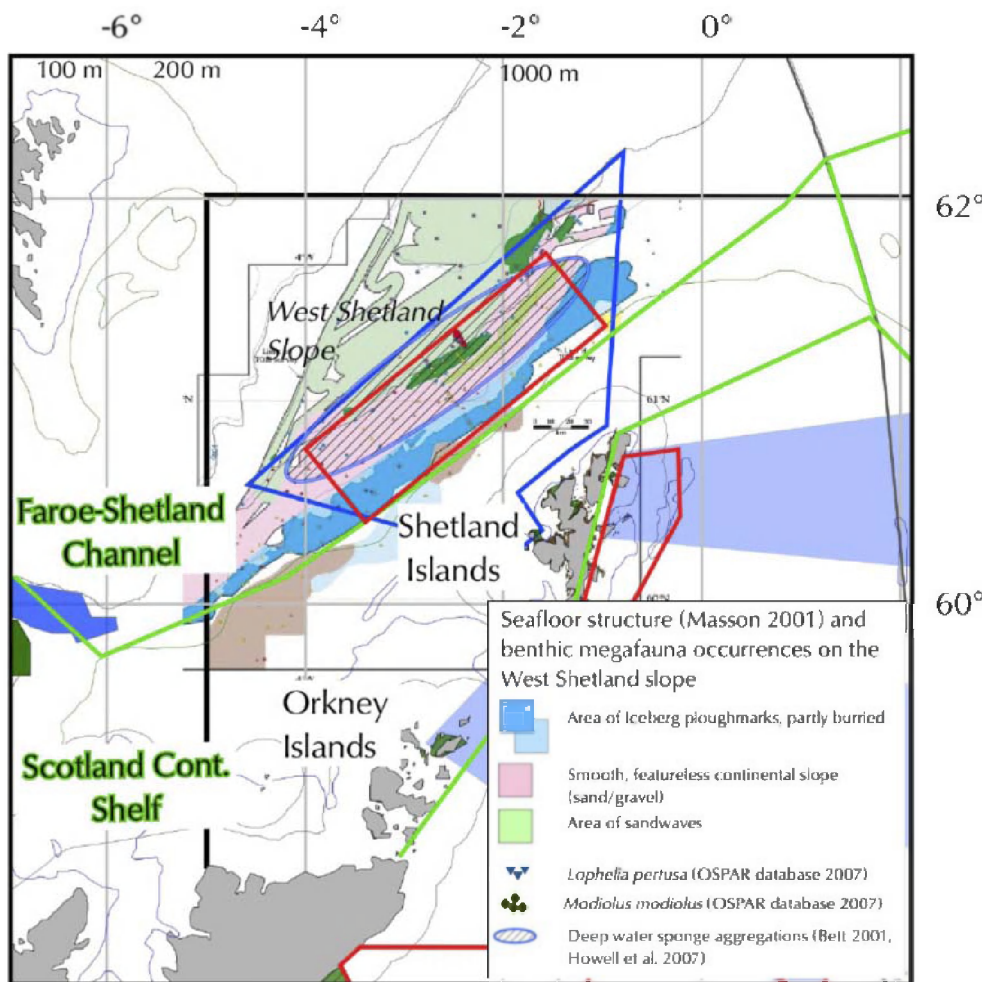 -6° -4° -2° 0°
100 m 200 m 1000 m
62°
West Shetland
Slope
61°N
Faroe-Shetland
Channel
Shetland
Islands
60°
Orkney
Islands
Scotland Cont.
Shelf
Seafloor structure (Masson 2001) and
benthic megafauna occurrences on the
West Shetland slope
Area of Iceberg ploughmarks, partly burried
Smooth, featureless continental slope
(sand/gravel)
Area of sandwaves
Lophelia pertusa (OSPAR database 2007)
Modiolus modiolus (OSPAR database 2007)
Deep water sponge aggregations (Bett 2001,
Howell et al. 2007)